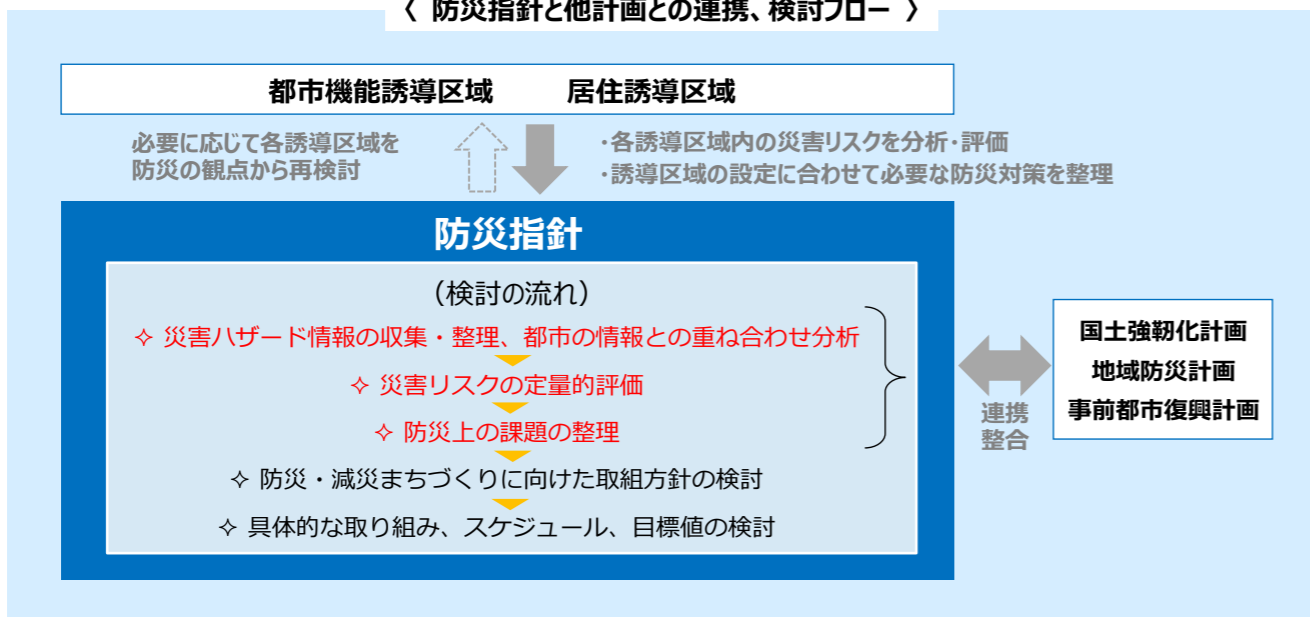 〈 防災指針と他計画との連携、検討フロー 〉
都市機能誘導区域 居住誘導区域
必要に応じて各誘導区域を
防災の観点から再検討
・各誘導区域内の災害リスクを分析・評価
・誘導区域の設定に合わせて必要な防災対策を整理
防災指針
（検討の流れ）
✧ 災害ハザード情報の収集・整理、都市の情報との重ね合わせ分析
✧ 災害リスクの定量的評価
✧ 防災上の課題の整理
✧ 防災・減災まちづくりに向けた取組方針の検討
✧ 具体的な取り組み、スケジュール、目標値の検討
連携
整合
国土強靭化計画
地域防災計画
事前都市復興計画